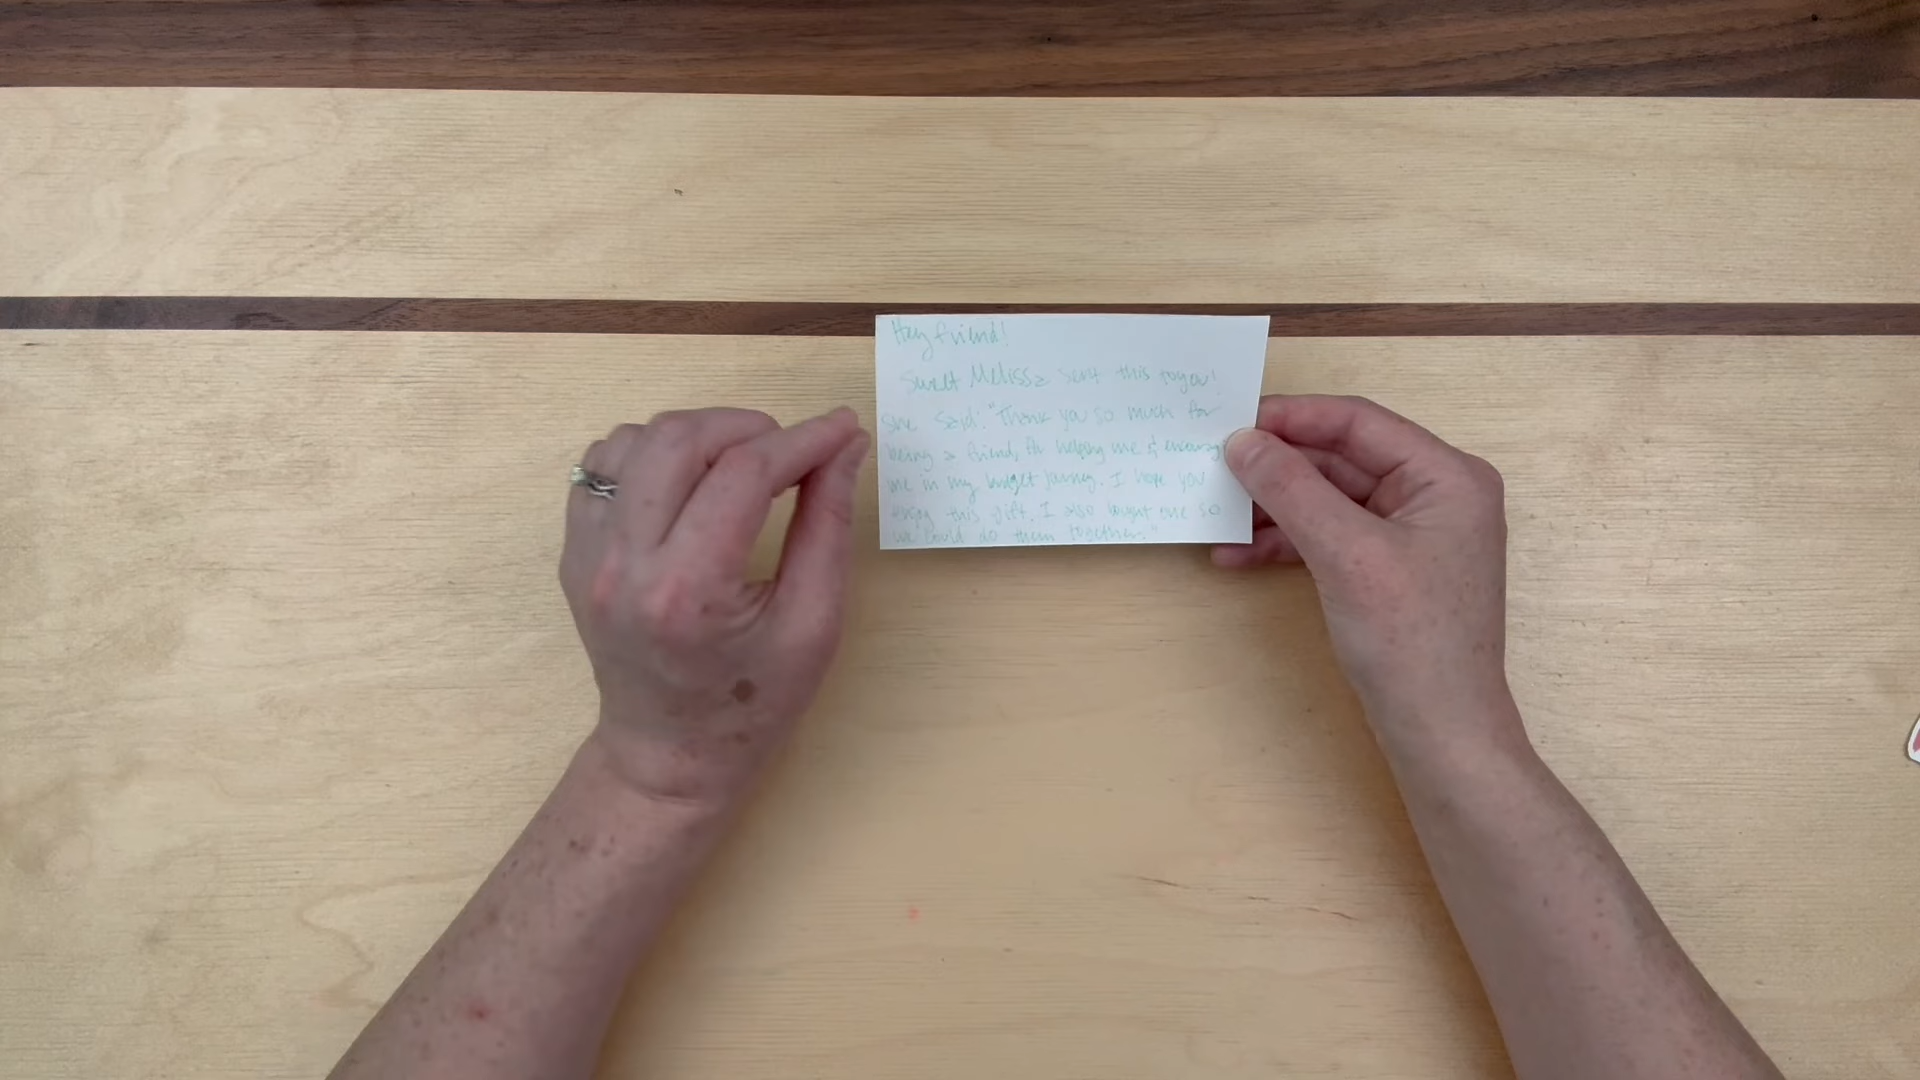 Hey friend!
Sweet Melissa sent this to you!
She said: "Thank you so much for
being a friend, for helping me & encourag
me in my budget journey. I hope you
enjoy this gift. I also bought one so
we could do them together."